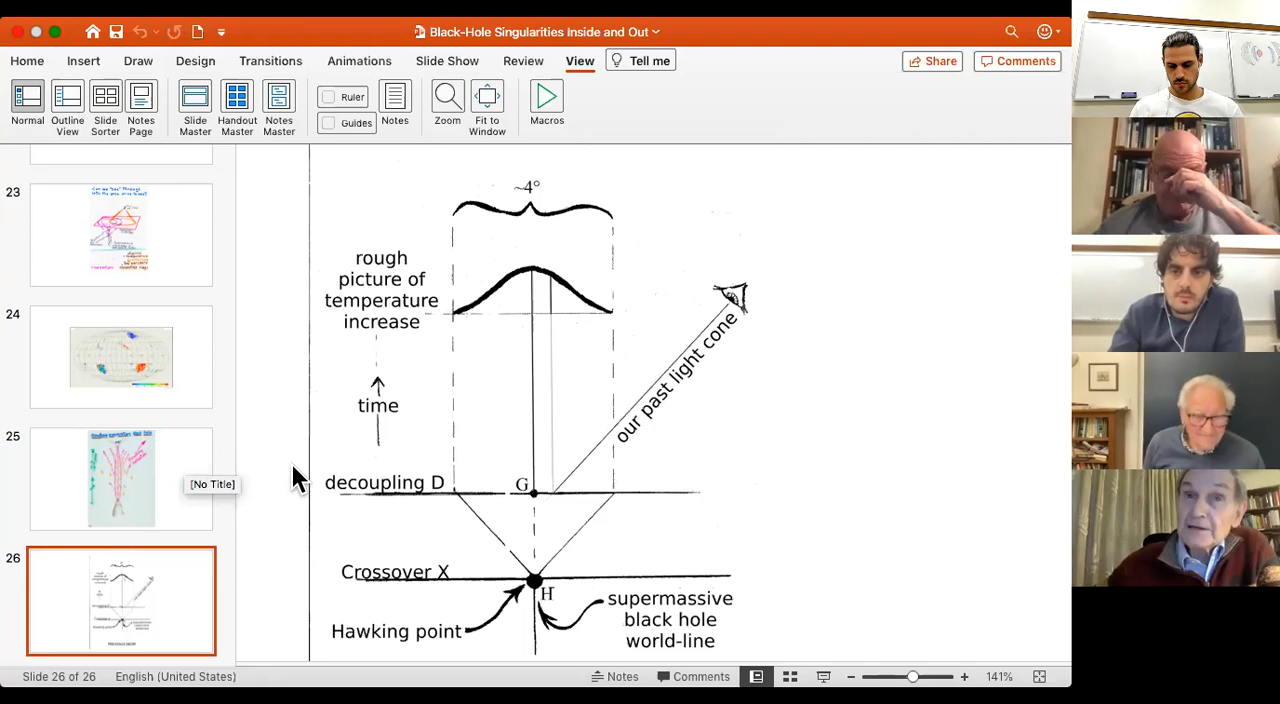 Black-Hole Singularities Inside and Out
Home Insert Draw Design Transitions Animations Slide Show Review View Tell me Share Comments
Normal Outline View Slide Sorter Notes Page Slide Master Handout Master Notes Master Ruler Guides Notes Zoom Fit to Window Macros
23
24
25
[No Title]
26
~4°
rough
picture of
temperature
increase
time
our past light cone
decoupling D
G
Crossover X
H
Hawking point
supermassive
black hole
world-line
Slide 26 of 26 English (United States) Notes Comments 141%